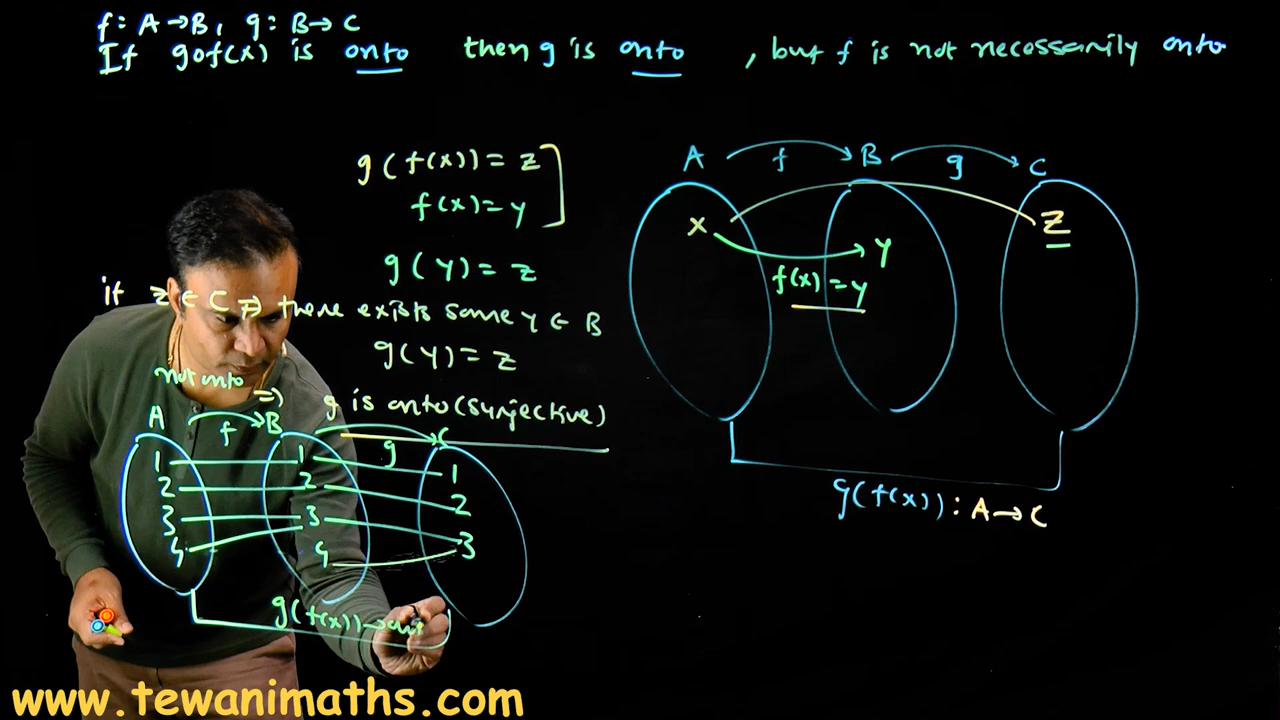 f: A→B, g: B→C
If gof(x) is onto then g is onto , but f is not necessarily onto
g(f(x)) = z
f(x) = y
g(y) = z
if z ∈ C ⇒ there exists some y ∈ B
g(y) = z
⇒ g is onto (surjective)
not onto
A f B g C
1 1 1
2 2 2
3 3 3
4 4
g(f(x)) →
A f B g C
x y z
f(x) = y
g(f(x)) : A→C
www.tewanimaths.com